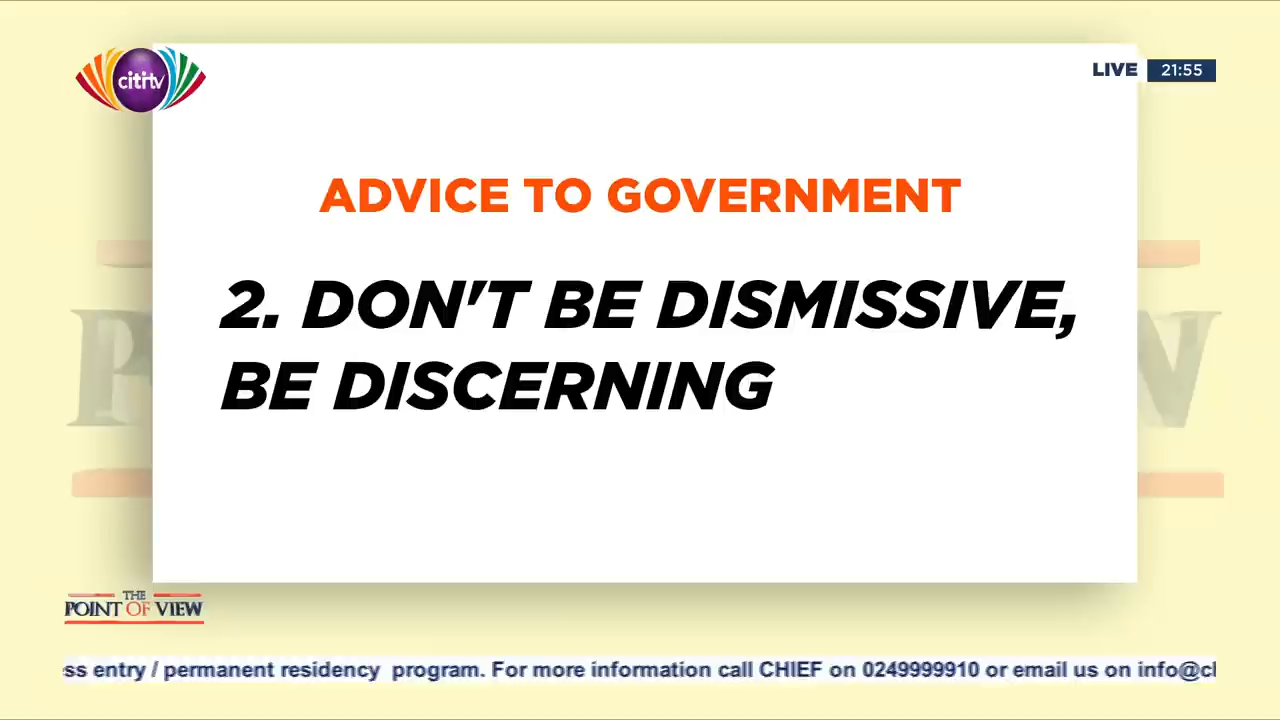 citi tv
LIVE 21:55
ADVICE TO GOVERNMENT
2. DON'T BE DISMISSIVE,
BE DISCERNING
THE
POINT OF VIEW
ss entry / permanent residency program. For more information call CHIEF on 0249999910 or email us on info@cl